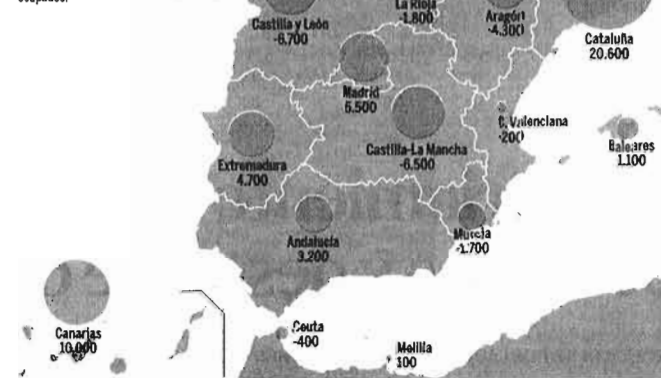 Castilla y León
-6.700
La Rioja
-1.800
Aragón
-4.300
Cataluña
20.600
Madrid
6.500
C. Valenciana
-200
Baleares
1.100
Castilla-La Mancha
-6.500
Extremadura
4.700
Andalucía
3.200
Murcia
-1.700
Canarias
10.000
Ceuta
-400
Melilla
100